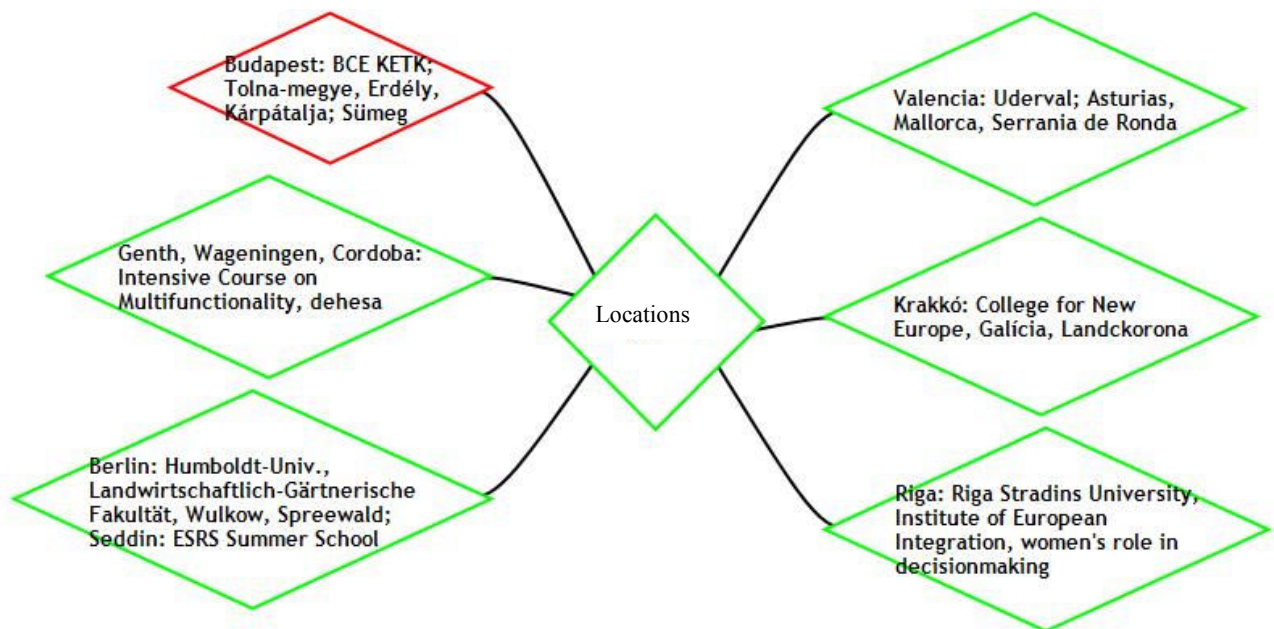 Budapest: BCE KETK;
Tolna-megye, Erdély,
Kárpátalja; Sümeg
Genth, Wageningen, Cordoba:
Intensive Course on
Multifunctionality, dehesa
Berlin: Humboldt-Univ.,
Landwirtschaftlich-Gärtnerische
Fakultät, Wulkow, Spreewald;
Seddin: ESRS Summer School
Locations
Valencia: Uderval; Asturias,
Mallorca, Serrania de Ronda
Krakkó: College for New
Europe, Galícia, Landckorona
Riga: Riga Stradins University,
Institute of European
Integration, women's role in
decisionmaking